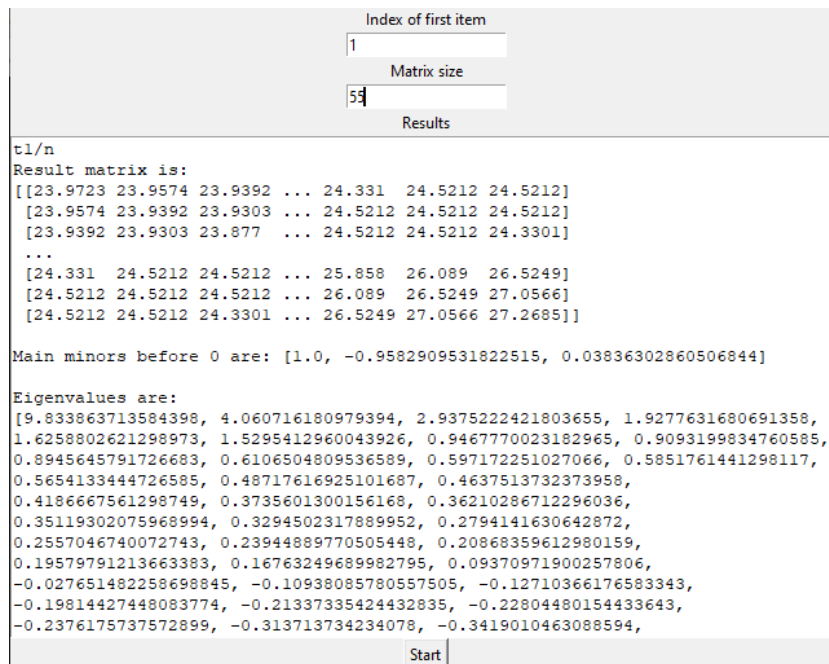 Index of first item
1
Matrix size
55
Results
t1/n
Result matrix is:
[[23.9723 23.9574 23.9392 ... 24.331  24.5212 24.5212]
 [23.9574 23.9392 23.9303 ... 24.5212 24.5212 24.5212]
 [23.9392 23.9303 23.877  ... 24.5212 24.5212 24.3301]
 ...
 [24.331  24.5212 24.5212 ... 25.858  26.089  26.5249]
 [24.5212 24.5212 24.5212 ... 26.089  26.5249 27.0566]
 [24.5212 24.5212 24.3301 ... 26.5249 27.0566 27.2685]]
Main minors before 0 are: [1.0, -0.9582909531822515, 0.03836302860506844]
Eigenvalues are:
[9.833863713584398, 4.060716180979394, 2.9375222421803655, 1.9277631680691358,
1.6258802621298973, 1.5295412960043926, 0.9467770023182965, 0.9093199834760585,
0.8945645791726683, 0.6106504809536589, 0.597172251027066, 0.5851761441298117,
0.5654133444726585, 0.48717616925101687, 0.4637513732373958,
0.4186667561298749, 0.3735601300156168, 0.36210286712296036,
0.35119302075968994, 0.3294502317889952, 0.2794141630642872,
0.2557046740072743, 0.23944889770505448, 0.20868359612980159,
0.19579791213663383, 0.16763249689982795, 0.09370971900257806,
-0.027651482258698845, -0.10938085780557505, -0.12710366176583343,
-0.19814427448083774, -0.21337335424432835, -0.22804480154433643,
-0.2376175737572899, -0.313713734234078, -0.3419010463088594,
Start